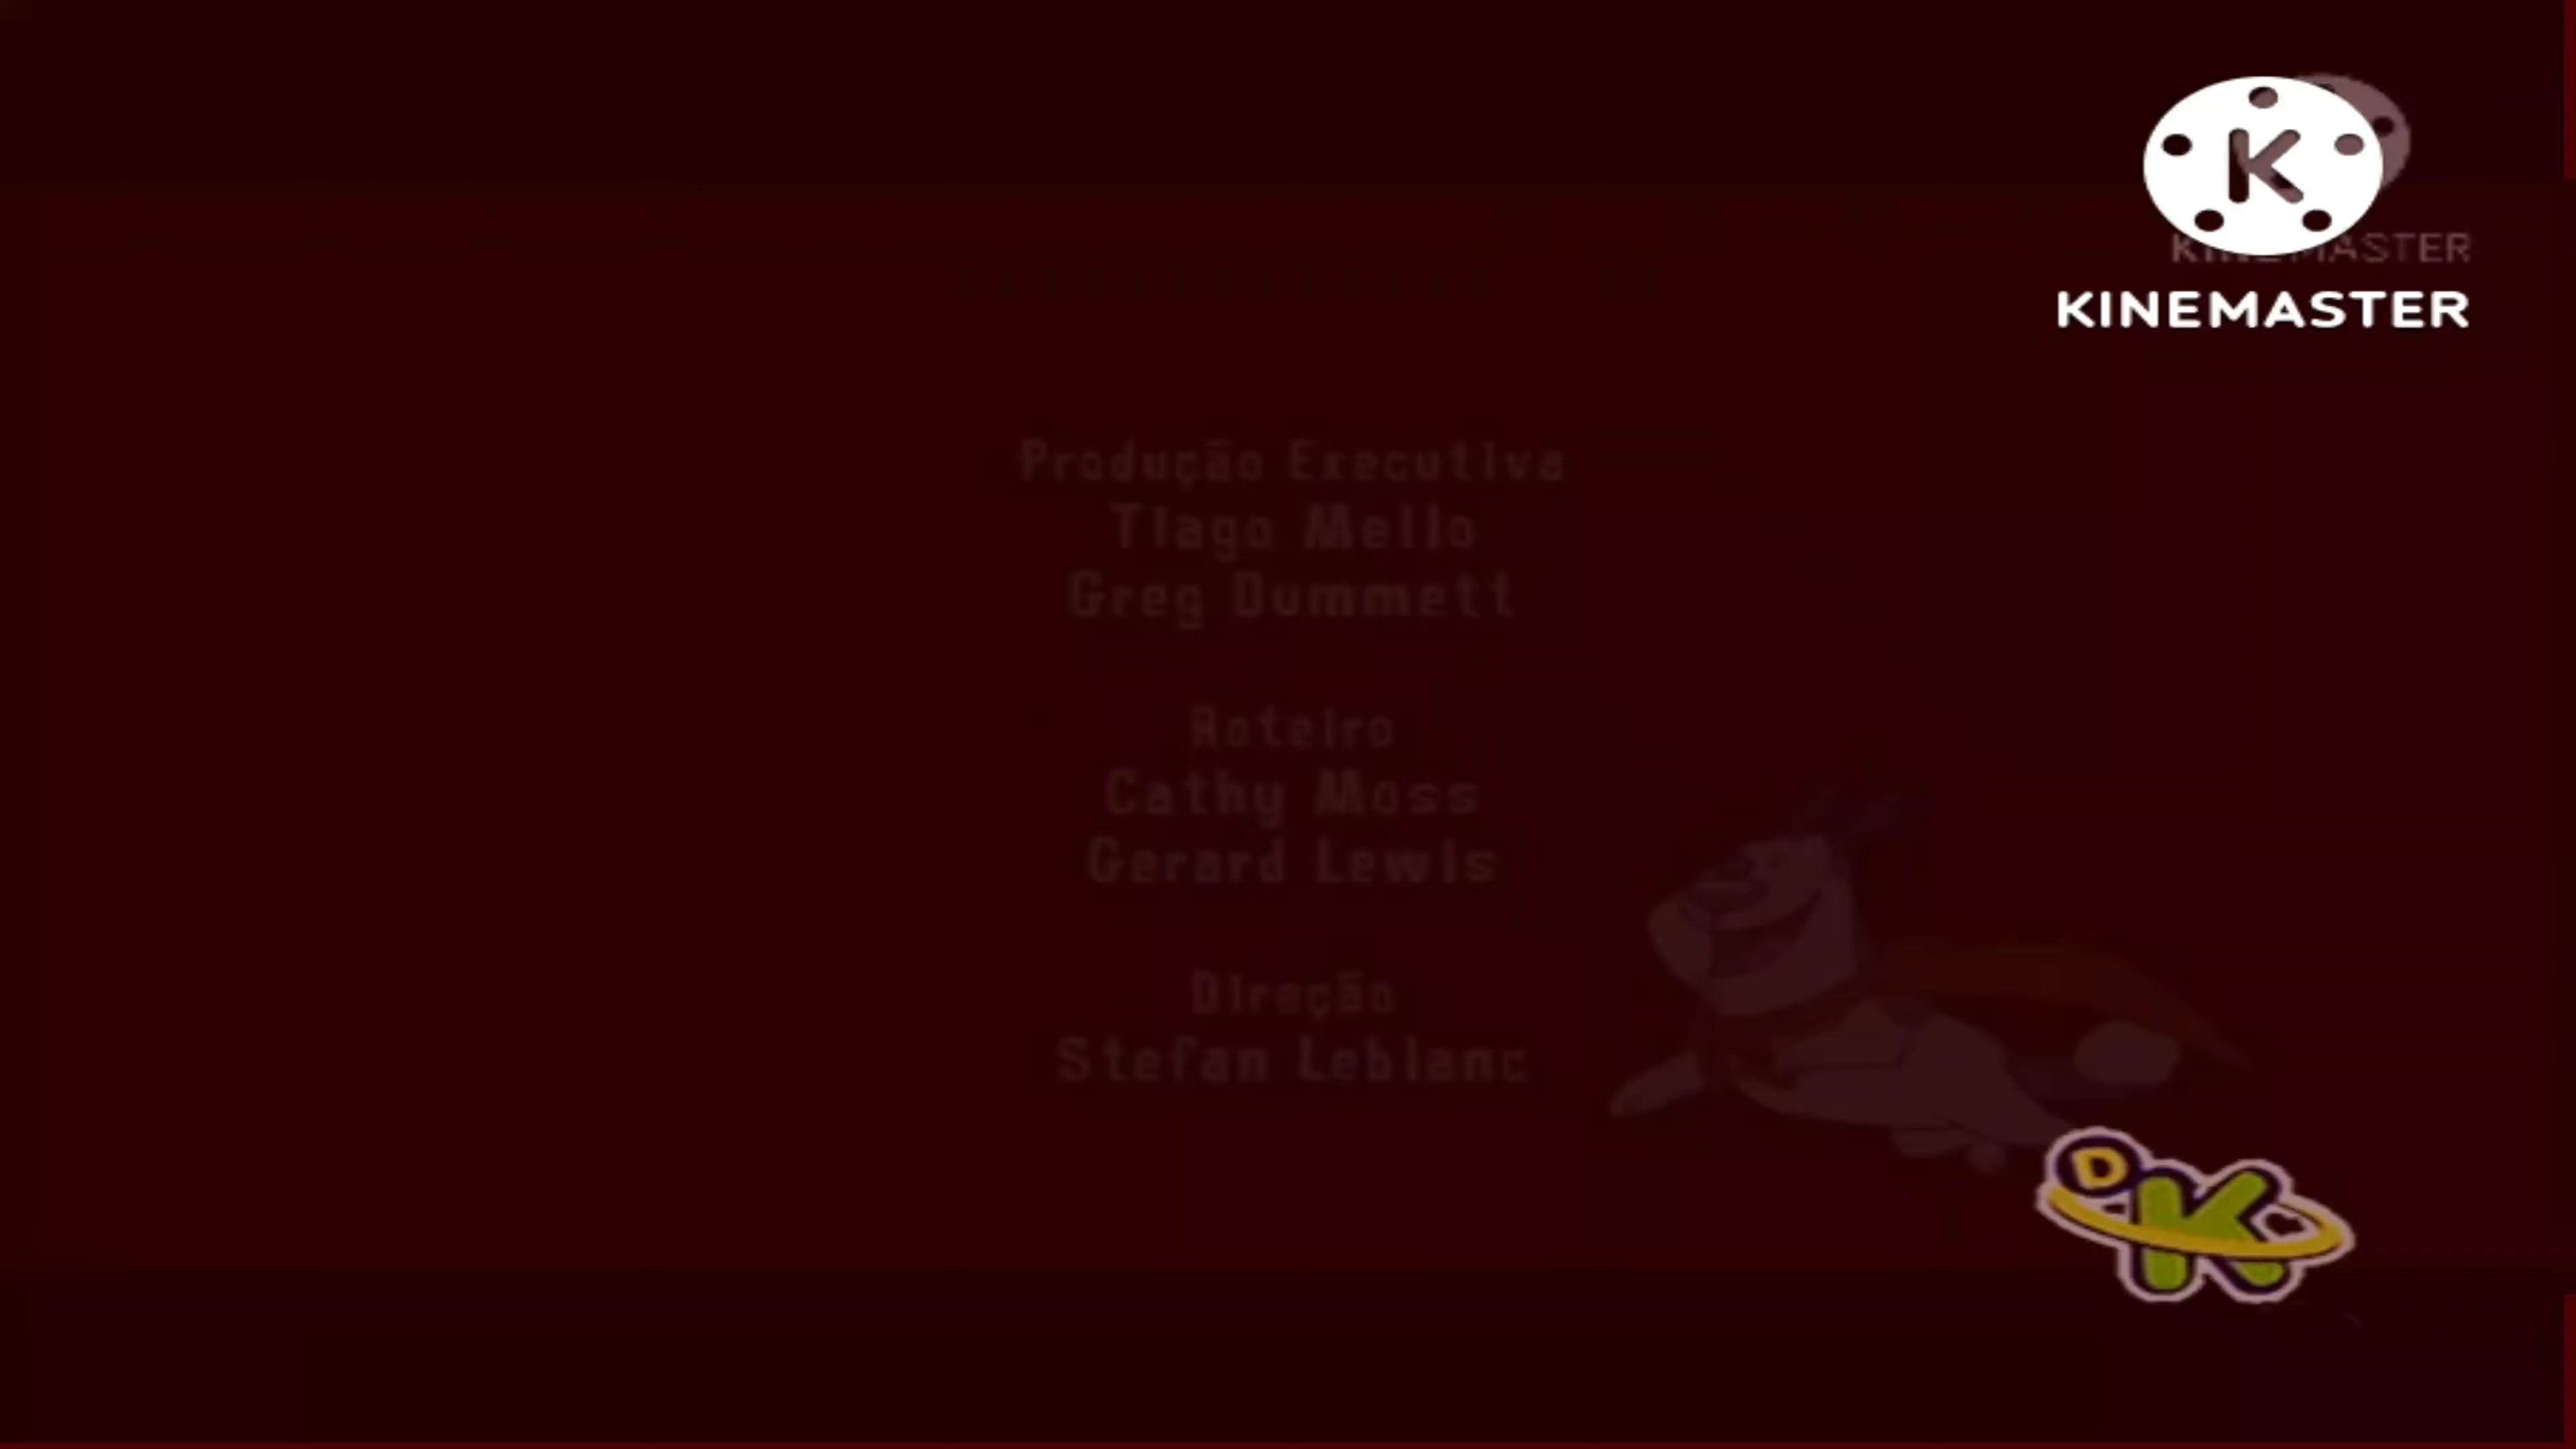 KINEMASTER
KINEMASTER
Produção Executiva
Tiago Mello
Greg Dummett
Roteiro
Cathy Moss
Gerard Lewis
Direção
Stefan Leblanc
DK